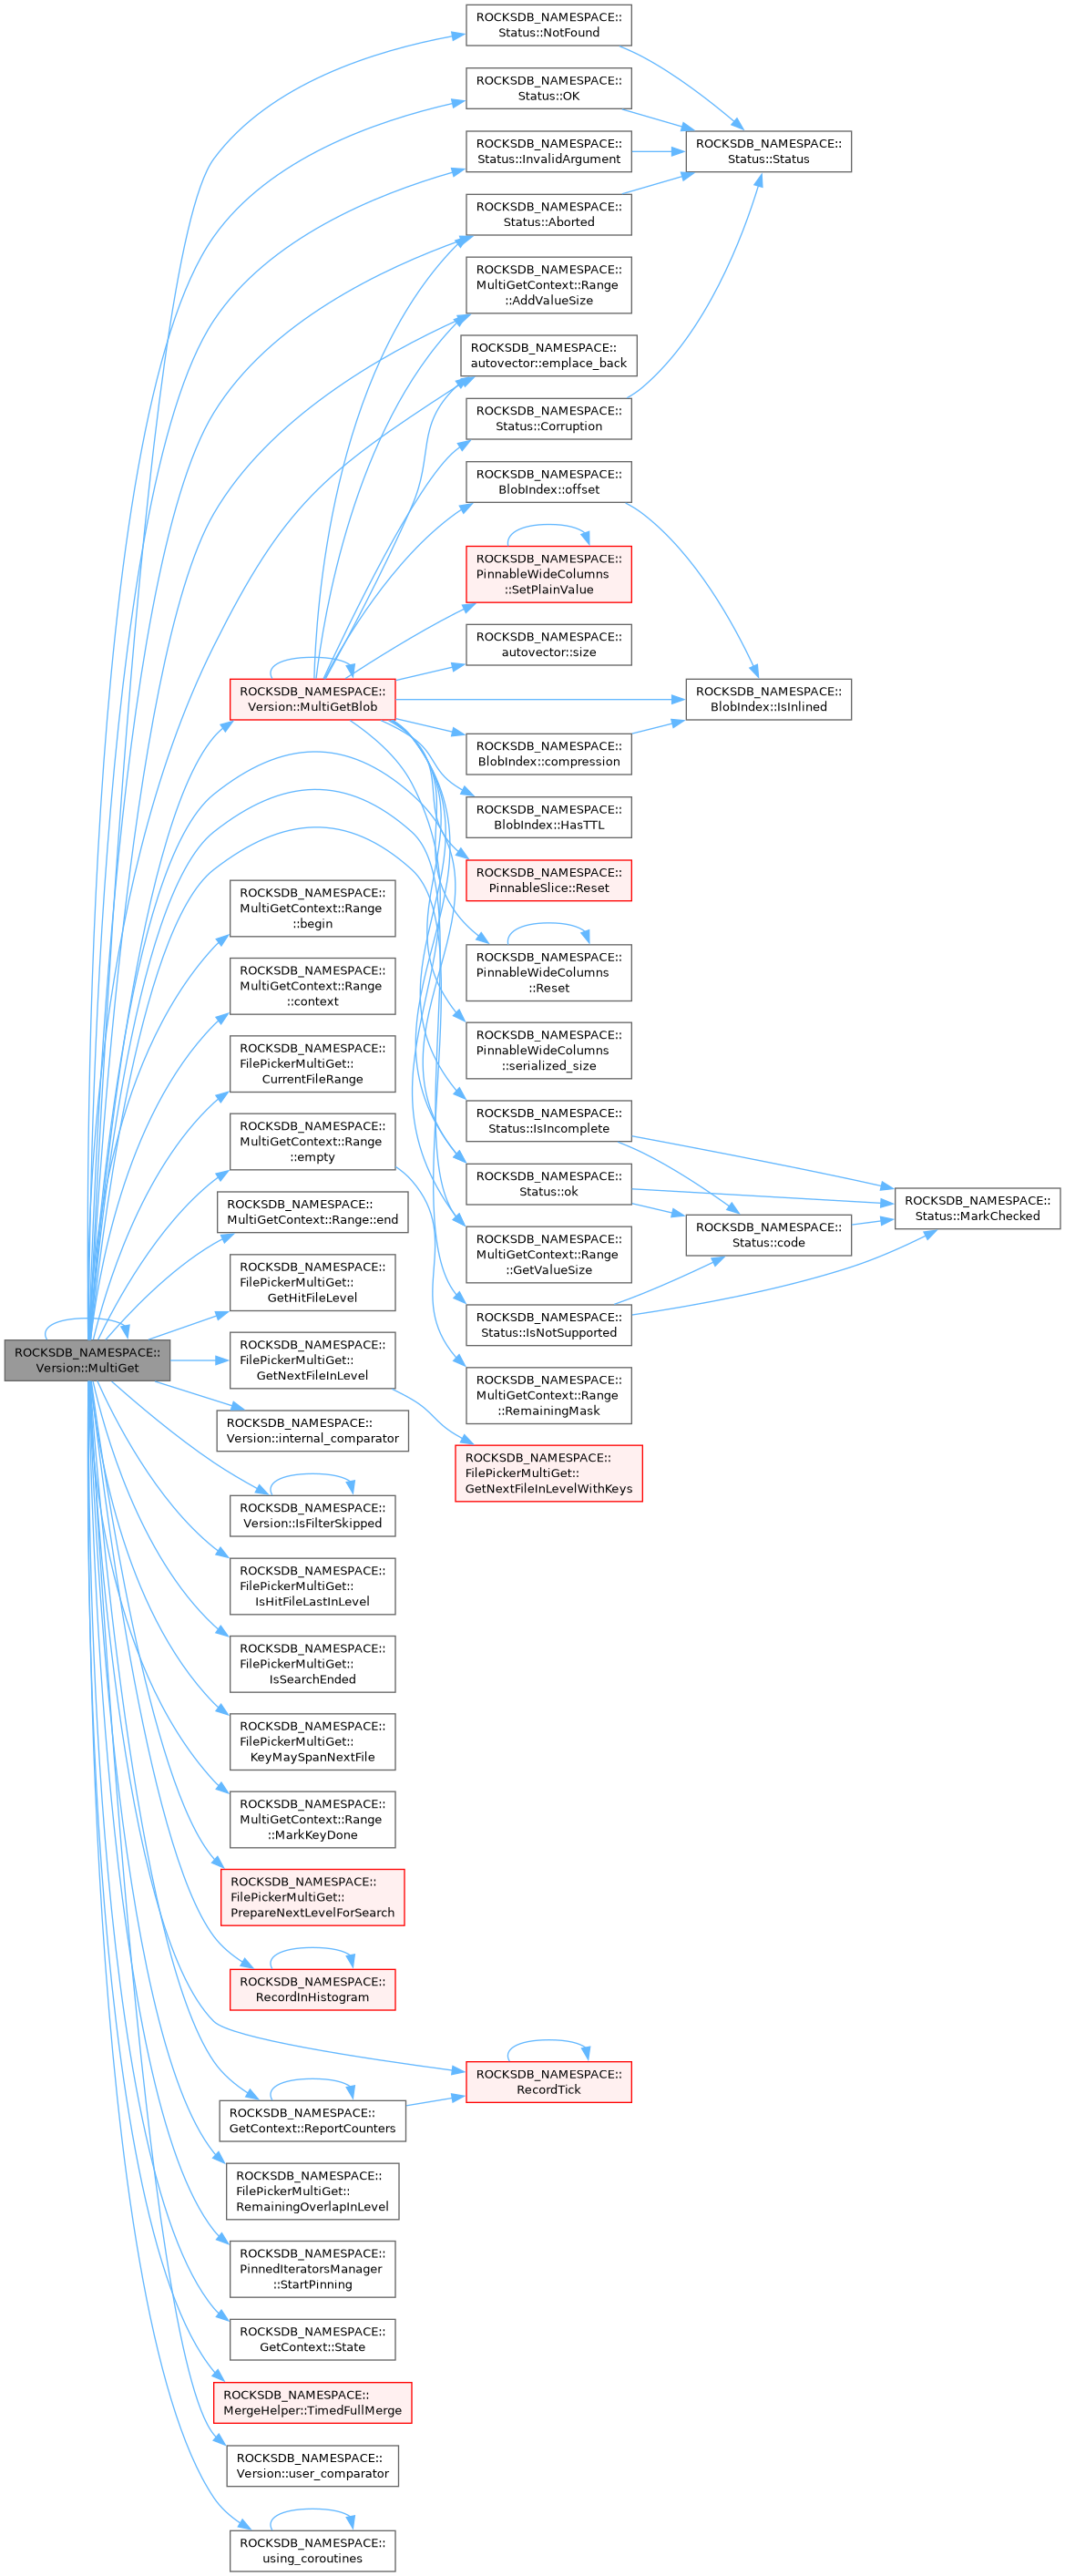 ROCKSDB_NAMESPACE::
Status::NotFound
ROCKSDB_NAMESPACE::
Status::OK
ROCKSDB_NAMESPACE::
Status::InvalidArgument
ROCKSDB_NAMESPACE::
Status::Status
ROCKSDB_NAMESPACE::
Status::Aborted
ROCKSDB_NAMESPACE::
MultiGetContext::Range
::AddValueSize
ROCKSDB_NAMESPACE::
autovector::emplace_back
ROCKSDB_NAMESPACE::
Status::Corruption
ROCKSDB_NAMESPACE::
BlobIndex::offset
ROCKSDB_NAMESPACE::
PinnableWideColumns
::SetPlainValue
ROCKSDB_NAMESPACE::
autovector::size
ROCKSDB_NAMESPACE::
Version::MultiGetBlob
ROCKSDB_NAMESPACE::
BlobIndex::IsInlined
ROCKSDB_NAMESPACE::
BlobIndex::compression
ROCKSDB_NAMESPACE::
BlobIndex::HasTTL
ROCKSDB_NAMESPACE::
PinnableSlice::Reset
ROCKSDB_NAMESPACE::
MultiGetContext::Range
::begin
ROCKSDB_NAMESPACE::
PinnableWideColumns
::Reset
ROCKSDB_NAMESPACE::
MultiGetContext::Range
::context
ROCKSDB_NAMESPACE::
PinnableWideColumns
::serialized_size
ROCKSDB_NAMESPACE::
FilePickerMultiGet::
CurrentFileRange
ROCKSDB_NAMESPACE::
Status::IsIncomplete
ROCKSDB_NAMESPACE::
MultiGetContext::Range
::empty
ROCKSDB_NAMESPACE::
Status::ok
ROCKSDB_NAMESPACE::
Status::MarkChecked
ROCKSDB_NAMESPACE::
MultiGetContext::Range::end
ROCKSDB_NAMESPACE::
Status::code
ROCKSDB_NAMESPACE::
MultiGetContext::Range
::GetValueSize
ROCKSDB_NAMESPACE::
FilePickerMultiGet::
GetHitFileLevel
ROCKSDB_NAMESPACE::
Status::IsNotSupported
ROCKSDB_NAMESPACE::
Version::MultiGet
ROCKSDB_NAMESPACE::
FilePickerMultiGet::
GetNextFileInLevel
ROCKSDB_NAMESPACE::
MultiGetContext::Range
::RemainingMask
ROCKSDB_NAMESPACE::
Version::internal_comparator
ROCKSDB_NAMESPACE::
FilePickerMultiGet::
GetNextFileInLevelWithKeys
ROCKSDB_NAMESPACE::
Version::IsFilterSkipped
ROCKSDB_NAMESPACE::
FilePickerMultiGet::
IsHitFileLastInLevel
ROCKSDB_NAMESPACE::
FilePickerMultiGet::
IsSearchEnded
ROCKSDB_NAMESPACE::
FilePickerMultiGet::
KeyMaySpanNextFile
ROCKSDB_NAMESPACE::
MultiGetContext::Range
::MarkKeyDone
ROCKSDB_NAMESPACE::
FilePickerMultiGet::
PrepareNextLevelForSearch
ROCKSDB_NAMESPACE::
RecordInHistogram
ROCKSDB_NAMESPACE::
RecordTick
ROCKSDB_NAMESPACE::
GetContext::ReportCounters
ROCKSDB_NAMESPACE::
FilePickerMultiGet::
RemainingOverlapInLevel
ROCKSDB_NAMESPACE::
PinnedIteratorsManager
::StartPinning
ROCKSDB_NAMESPACE::
GetContext::State
ROCKSDB_NAMESPACE::
MergeHelper::TimedFullMerge
ROCKSDB_NAMESPACE::
Version::user_comparator
ROCKSDB_NAMESPACE::
using_coroutines